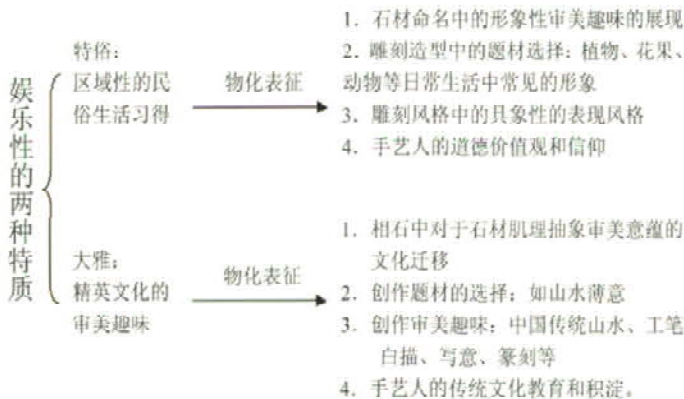 娱乐性的两种特质
特俗：
区域性的民
俗生活习得
物化表征
1. 石材命名中的形象性审美趣味的展现
2. 雕刻造型中的题材选择：植物、花果、
动物等日常生活中常见的形象
3. 雕刻风格中的具象性的表现风格
4. 手艺人的道德价值观和信仰
大雅；
精英文化的
审美趣味
物化表征
1. 相石中对于石材肌理抽象审美意蕴的
文化迁移
2. 创作题材的选择；如山水薄意
3. 创作审美趣味：中国传统山水、工笔
白描、写意、篆刻等
4. 手艺人的传统文化教育和积淀。